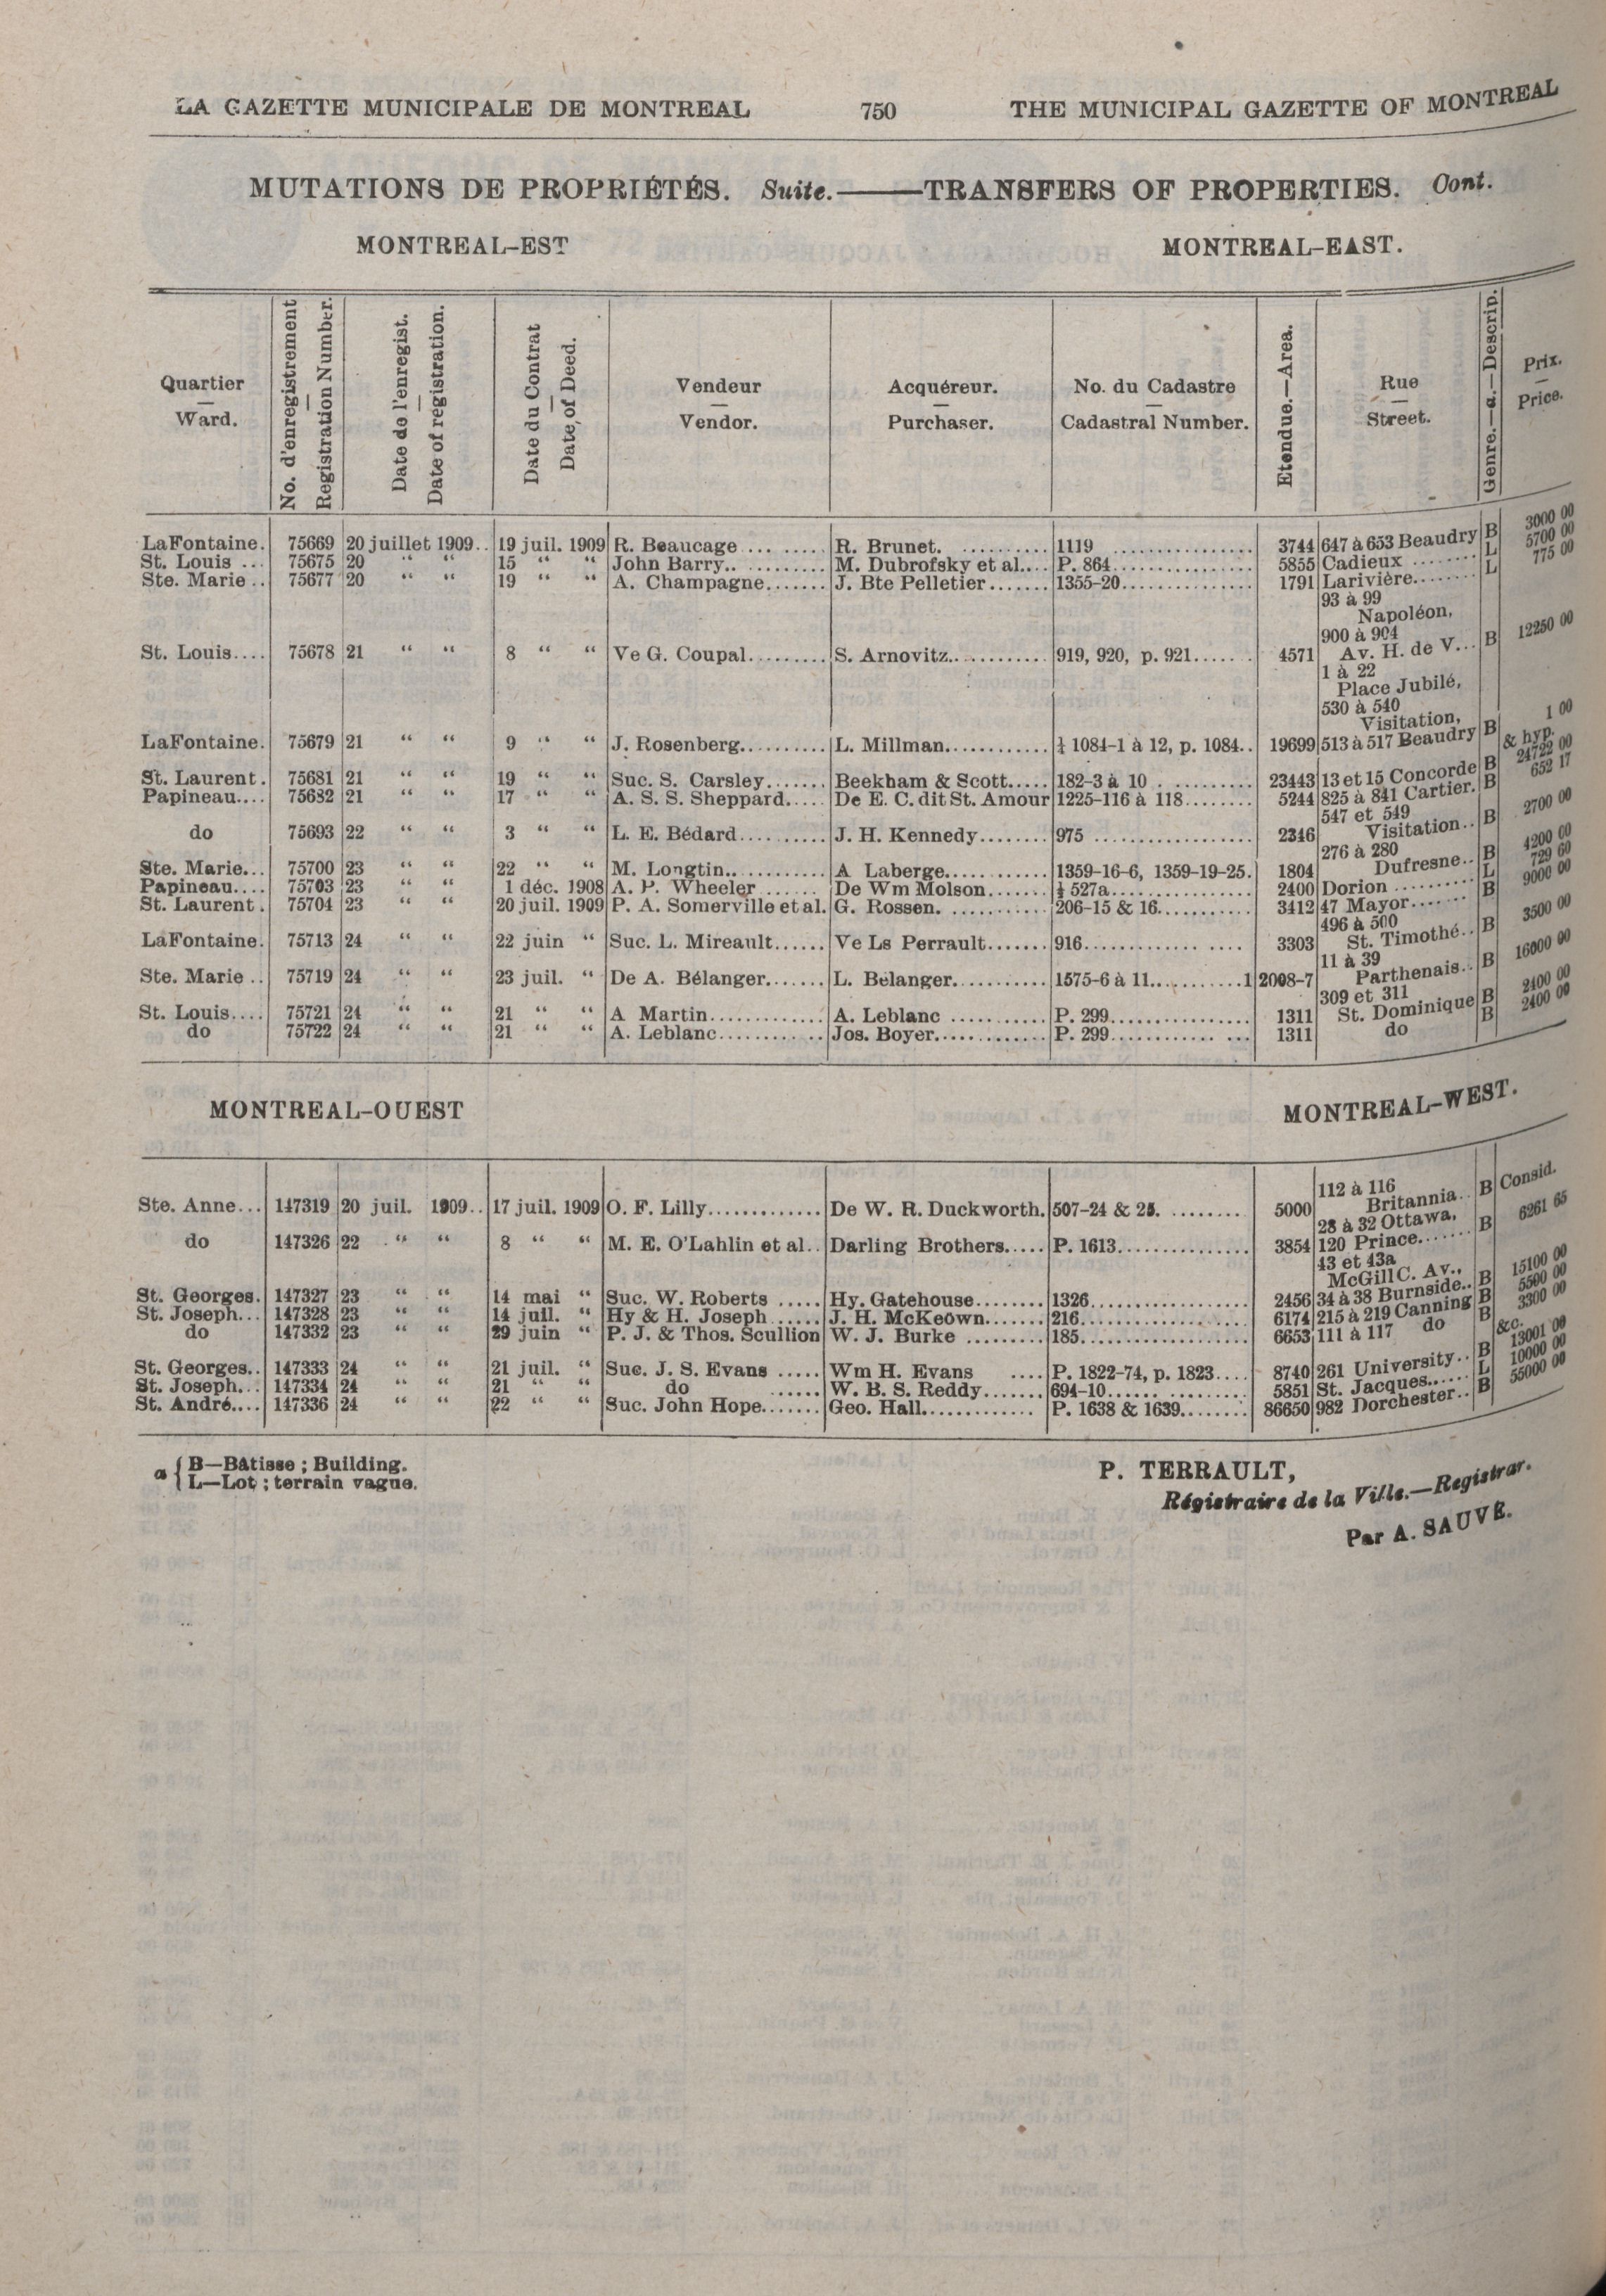 LA GAZETTE MUNICIPALE DE MONTREAL 750 THE MUNICIPAL GAZETTE OF MONTREAL
MUTATIONS DE PROPRIÉTÉS. Suite.———TRANSFERS OF PROPERTIES. Cont.
MONTREAL-EST MONTREAL-EAST.
Quartier — Ward. No. d'enregistrement — Registration Number. Date de l'enregist. — Date of registration. Date du Contrat — Date of Deed. Vendeur — Vendor. Acquéreur. — Purchaser. No. du Cadastre — Cadastral Number. Etendue.—Area. Rue — Street. Genre.—a.—Descrip. Prix. — Price.
LaFontaine. 75669 20 juillet 1909.. 19 juil. 1909 R. Beaucage .... ......... R. Brunet. ........... 1119 ................. 3744 647 à 653 Beaudry B 3000 00
St. Louis ... 75675 20 “ “ 15 “ “ John Barry.. .......... M. Dubrofsky et al.... P. 864................ 5855 Cadieux ........ L 5700 00
Ste. Marie .. 75677 20 “ “ 19 “ “ A. Champagne....... J. Bte Pelletier....... 1355-20............... 1791 Larivière........ L 775 00
93 à 99
Napoléon,
900 à 904
St. Louis.... 75678 21 “ “ 8 “ “ Ve G. Coupal.......... S. Arnovitz............ 919, 920, p. 921...... . 4571 Av. H. de V... B 12250 00
1 à 22
Place Jubilé,
530 à 540
Visitation,
LaFontaine. 75679 21 “ “ 9 “ “ J. Rosenberg.......... L. Millman............ ¼ 1084-1 à 12, p. 1084.. 19699 513 à 517 Beaudry B 1 00
& hyp.
St. Laurent. 75681 21 “ “ 19 “ “ Suc. S. Carsley....... Beekham & Scott..... 182-3 à 10 . .......... 23443 13 et 15 Concorde B 24722 00
Papineau.... 75682 21 “ “ 17 “ “ A. S. S. Sheppard..... De E. C. dit St. Amour 1225-116 à 118........ 5244 825 à 841 Cartier. B 652 17
547 et 549
do 75693 22 “ “ 3 “ “ L. E. Bédard.......... J. H. Kennedy........ 975 .................. 2346 Visitation.. B 2700 00
276 à 280
Ste. Marie... 75700 23 “ “ 22 “ “ M. Longtin........... A Laberge............ 1359-16-6, 1359-19-25. 1804 Dufresne.. B 4200 00
Papineau.... 75703 23 “ “ 1 déc. 1908 A. P. Wheeler ...... De Wm Molson....... ½ 527a............... 2400 Dorion .......... L 729 60
St. Laurent. 75704 23 “ “ 20 juil. 1909 P. A. Somerville et al. G. Rossen. ........... 206-15 & 16........... 3412 47 Mayor....... B 9000 00
496 à 500
LaFontaine. 75713 24 “ “ 22 juin “ Suc. L. Mireault...... Ve Ls Perrault....... 916............. .... 3303 St. Timothé.. B 3500 00
11 à 39
Ste. Marie .. 75719 24 “ “ 23 juil. “ De A. Bélanger....... L. Belanger.......... 1575-6 à 11...........1 2008-7 Parthenais... B 16000 00
309 et 311
St. Louis.... 75721 24 “ “ 21 “ “ A Martin............. A. Leblanc ........... P. 299................ 1311 St. Dominique B 2400 00
do 75722 24 “ “ 21 “ “ A. Leblanc........... .. Jos. Boyer............. P. 299............ ... 1311 do B 2400 00
MONTREAL-OUEST MONTREAL-WEST.
112 à 116
Ste. Anne... 147319 20 juil. 1909.. 17 juil. 1909 O. F. Lilly............. De W. R. Duckworth. 507-24 & 25. ......... 5000 Britannia.. B Consid.
28 à 32 Ottawa,
do 147326 22 “ “ 8 “ “ M. E. O'Lahlin et al.. Darling Brothers..... P. 1613............... 3854 120 Prince....... B 6261 65
43 et 43a
McGill C. Av.,
St. Georges. 147327 23 “ “ 14 mai “ Suc. W. Roberts ..... Hy. Gatehouse........ 1326.................. 2456 34 à 38 Burnside.. B 15100 00
St. Joseph... 147328 23 “ “ 14 juil. “ Hy & H. Joseph ...... J. H. McKeown....... 216................... 6174 215 à 219 Canning B 5500 00
do 147332 23 “ “ 29 juin “ P. J. & Thos. Scullion W. J. Burke ......... 185................... 6653 111 à 117 do B 3300 00
&c.
St. Georges.. 147333 24 “ “ 21 juil. “ Suc. J. S. Evans ..... Wm H. Evans .... P. 1822-74, p. 1823.... 8740 261 University.. B 13001 00
St. Joseph... 147334 24 “ “ 21 “ “ do ...... W. B. S. Reddy....... 694-10...... .......... 5851 St. Jacques...... L 10000 00
St. André.... 147336 24 “ “ 22 “ “ Suc. John Hope....... Geo. Hall............. P. 1638 & 1639........ 86650 982 Dorchester.. B 55000 00
a { B—Bâtisse ; Building.
L—Lot ; terrain vague.
P. TERRAULT,
Régistraire de la Ville.—Registrar.
Par A. SAUVÉ.